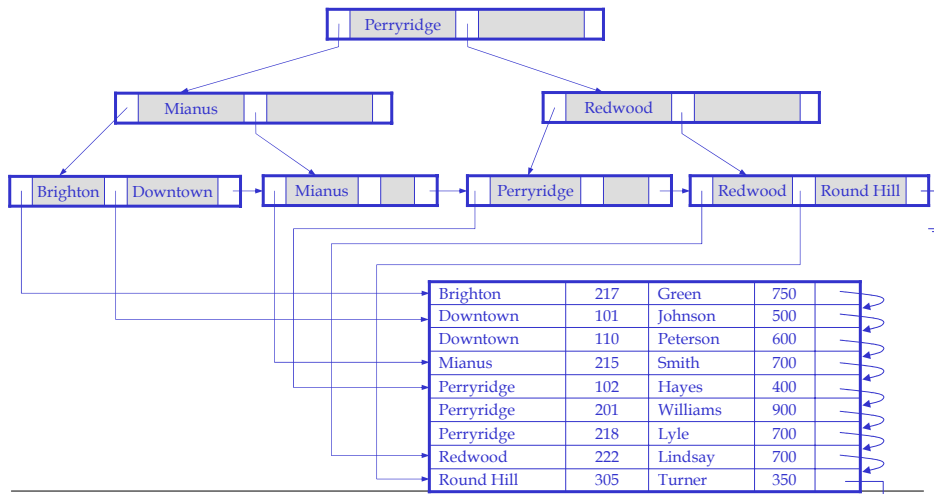 Perryridge
Mianus
Redwood
Brighton Downtown
Mianus
Perryridge
Redwood Round Hill
Brighton 217 Green 750
Downtown 101 Johnson 500
Downtown 110 Peterson 600
Mianus 215 Smith 700
Perryridge 102 Hayes 400
Perryridge 201 Williams 900
Perryridge 218 Lyle 700
Redwood 222 Lindsay 700
Round Hill 305 Turner 350